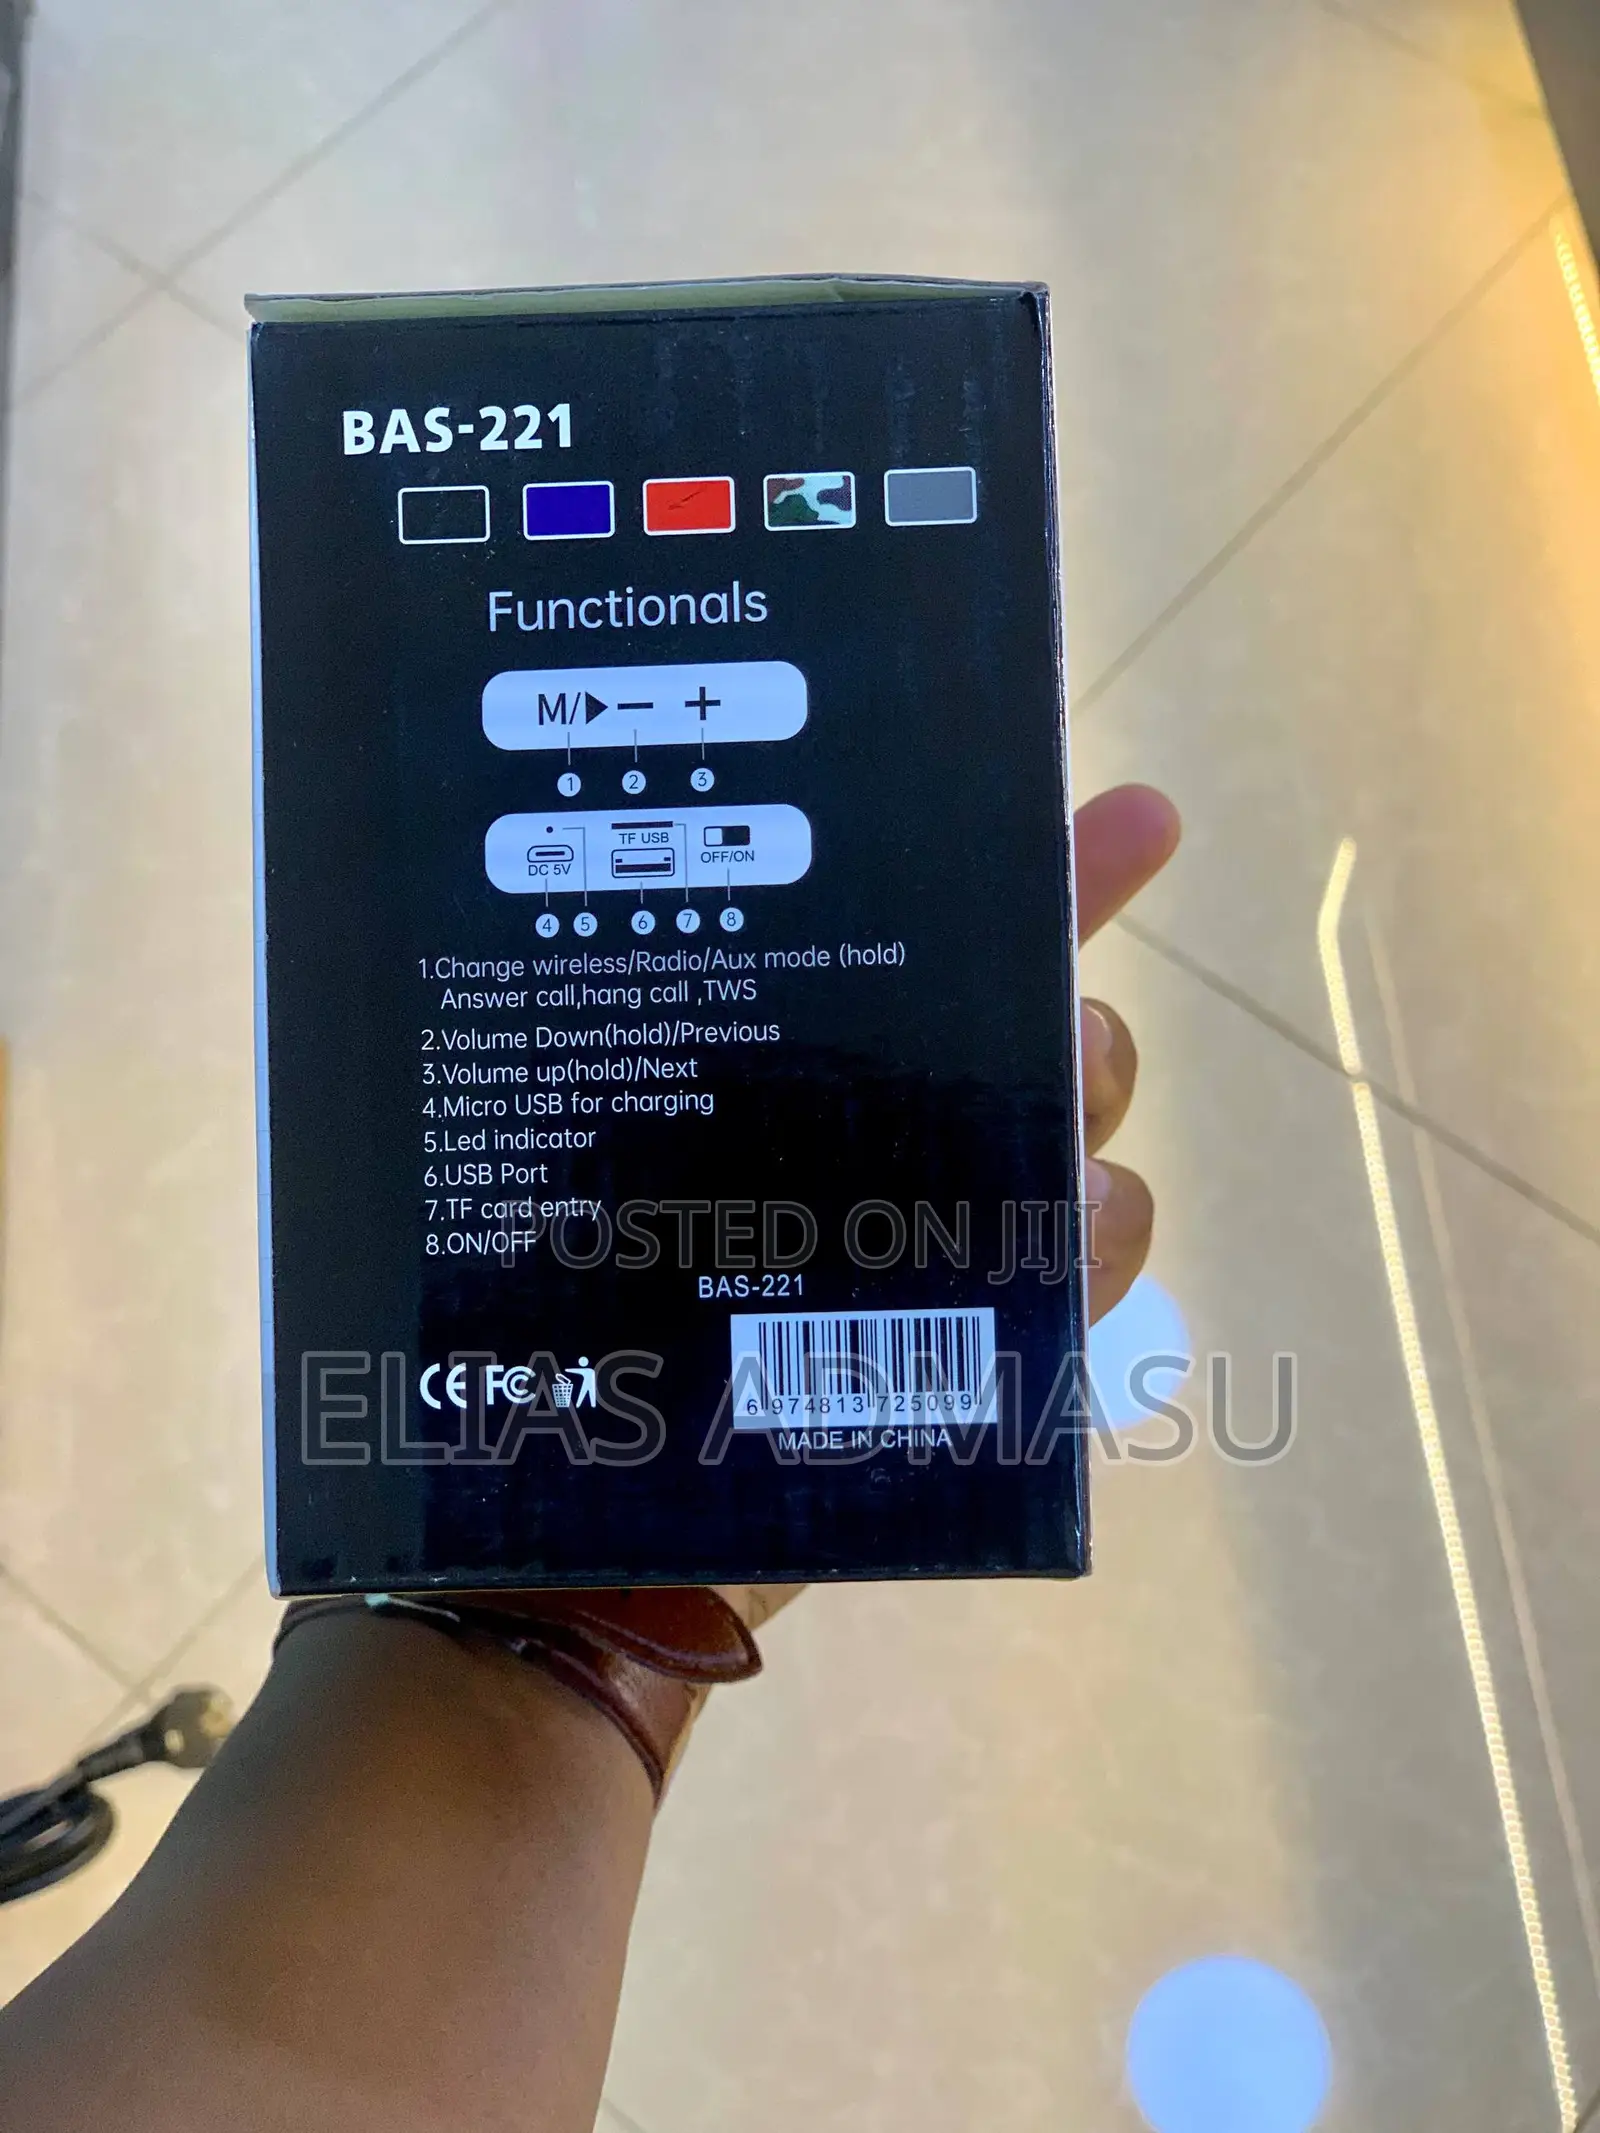 BAS-221
Functionals
M/▶ − +
1 2 3
TF USB
DC 5V
OFF/ON
4 5 6 7 8
1.Change wireless/Radio/Aux mode (hold)
Answer call,hang call ,TWS
2.Volume Down(hold)/Previous
3.Volume up(hold)/Next
4.Micro USB for charging
5.Led indicator
6.USB Port
7.TF card entry
8.ON/OFF
POSTED ON JIJI
BAS-221
CE FC
ELIAS ADMASU
6 974813 725099
MADE IN CHINA